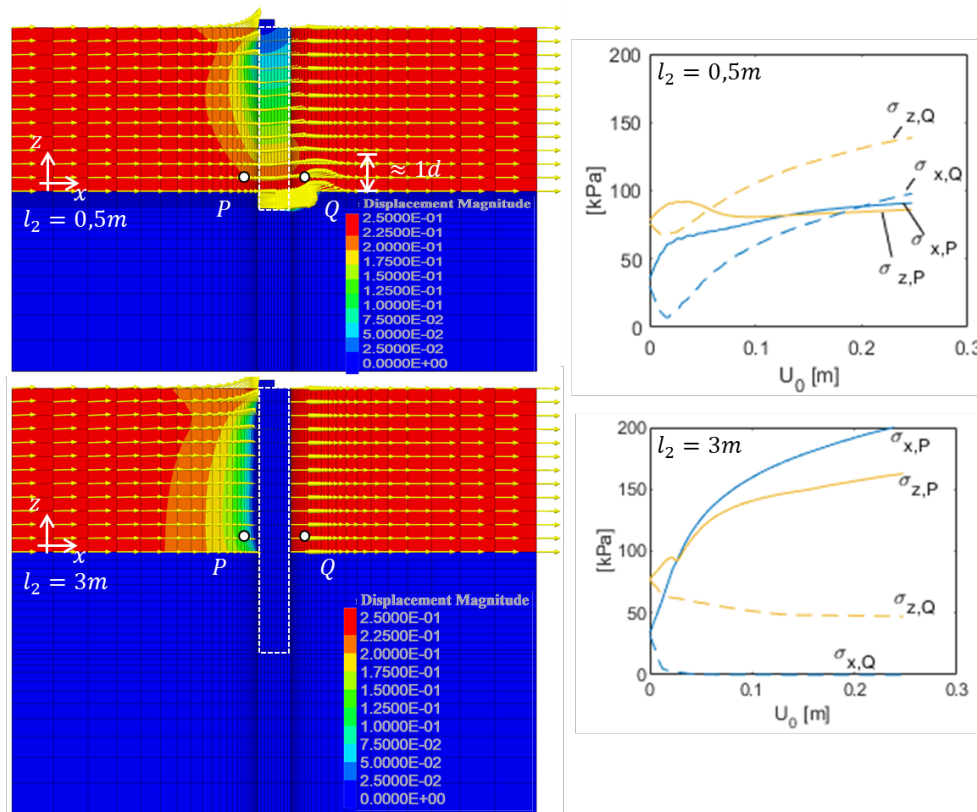 z
x
l₂ = 0,5m
P
Q
≈ 1d
Displacement Magnitude
2.5000E-01
2.2500E-01
2.0000E-01
1.7500E-01
1.5000E-01
1.2500E-01
1.0000E-01
7.5000E-02
5.0000E-02
2.5000E-02
0.0000E+00
l₂ = 0,5m
200
150
100
50
0
[kPa]
σ z,Q
σ x,Q
σ x,P
σ z,P
0
0.1
0.2
0.3
U₀ [m]
z
x
l₂ = 3m
P
Q
Displacement Magnitude
2.5000E-01
2.2500E-01
2.0000E-01
1.7500E-01
1.5000E-01
1.2500E-01
1.0000E-01
7.5000E-02
5.0000E-02
2.5000E-02
0.0000E+00
l₂ = 3m
200
150
100
50
0
[kPa]
σx,P
σz,P
σz,Q
σx,Q
0
0.1
0.2
0.3
U₀ [m]